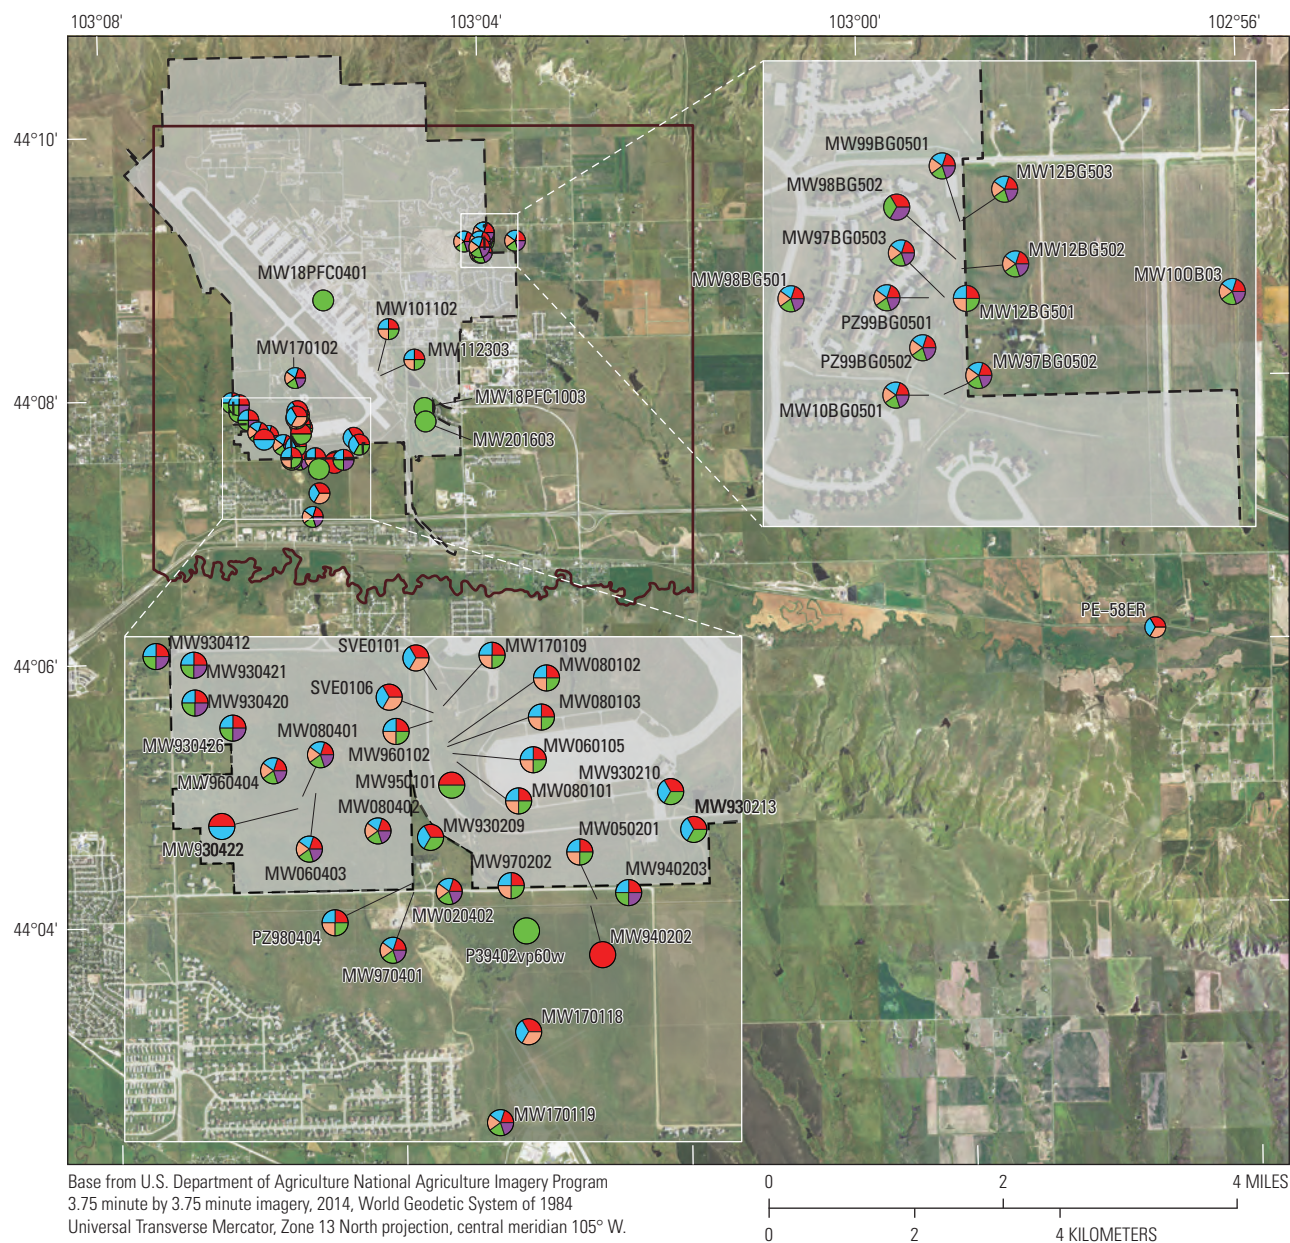 103°08'
103°04'
103°00'
102°56'
44°10'
44°08'
44°06'
44°04'
MW18PFC0401
MW101102
MW112303
MW170102
MW18PFC1003
MW201603
MW99BG0501
MW12BG503
MW98BG502
MW97BG0503
MW12BG502
MW98BG501
MW10OB03
PZ99BG0501
MW12BG501
PZ99BG0502
MW97BG0502
MW10BG0501
PE–58ER
MW930412
MW930421
MW930420
MW930426
SVE0101
SVE0106
MW170109
MW080102
MW080103
MW080401
MW960102
MW060105
MW960404
MW950101
MW080101
MW930210
MW930213
MW080402
MW930209
MW050201
MW930422
MW060403
MW970202
MW940203
MW020402
PZ980404
P39402vp60w
MW940202
MW970401
MW170118
MW170119
Base from U.S. Department of Agriculture National Agriculture Imagery Program
3.75 minute by 3.75 minute imagery, 2014, World Geodetic System of 1984
Universal Transverse Mercator, Zone 13 North projection, central meridian 105° W.
0 2 4 MILES
0 2 4 KILOMETERS